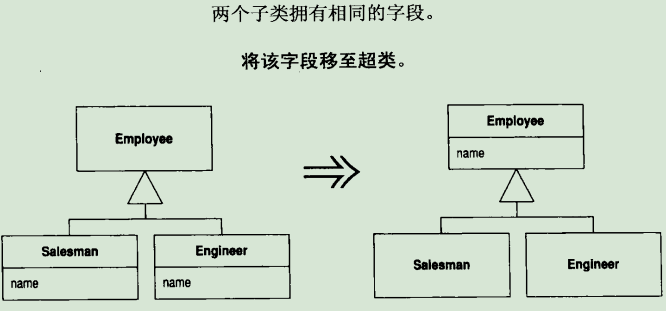 两个子类拥有相同的字段。
将该字段移至超类。
Employee
Employee
name
Salesman
Engineer
name
name
Salesman
Engineer